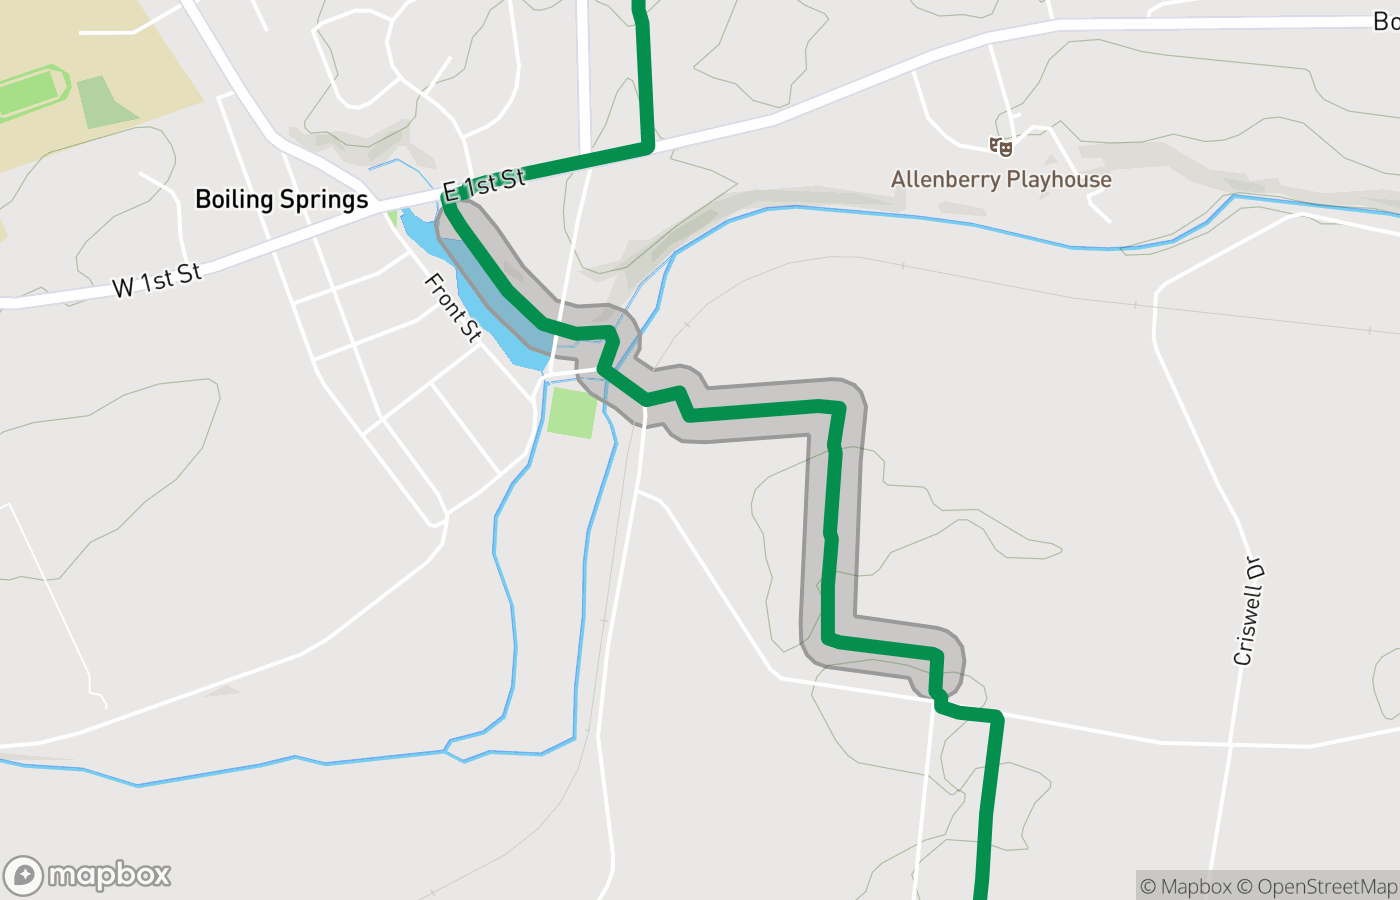 Bo
Allenberry Playhouse
E 1st St
Boiling Springs
W 1st St
Front St
Criswell Dr
mapbox
© Mapbox © OpenStreetMap